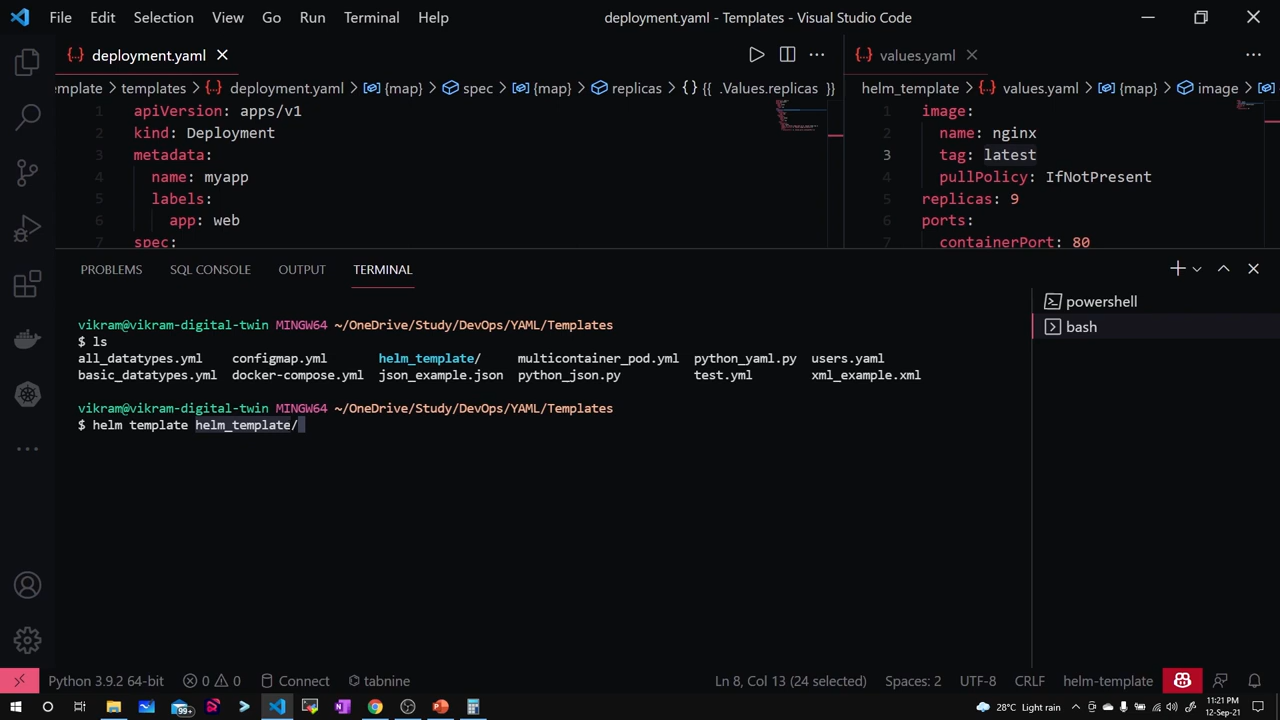 File Edit Selection View Go Run Terminal Help deployment.yaml - Templates - Visual Studio Code
deployment.yaml
values.yaml
emplate > templates > deployment.yaml > {map} > spec > {map} > replicas > {} {{ .Values.replicas }}
helm_template > values.yaml > {map} > image >
1 apiVersion: apps/v1
2 kind: Deployment
3 metadata:
4 name: myapp
5 labels:
6 app: web
7 spec:
1 image:
2 name: nginx
3 tag: latest
4 pullPolicy: IfNotPresent
5 replicas: 9
6 ports:
7 containerPort: 80
PROBLEMS SQL CONSOLE OUTPUT TERMINAL
powershell
bash
vikram@vikram-digital-twin MINGW64 ~/OneDrive/Study/DevOps/YAML/Templates
$ ls
all_datatypes.yml configmap.yml helm_template/ multicontainer_pod.yml python_yaml.py users.yaml
basic_datatypes.yml docker-compose.yml json_example.json python_json.py test.yml xml_example.xml
vikram@vikram-digital-twin MINGW64 ~/OneDrive/Study/DevOps/YAML/Templates
$ helm template helm_template/
Python 3.9.2 64-bit 0 0 Connect tabnine Ln 8, Col 13 (24 selected) Spaces: 2 UTF-8 CRLF helm-template
99+
28°C Light rain
11:21 PM
12-Sep-21